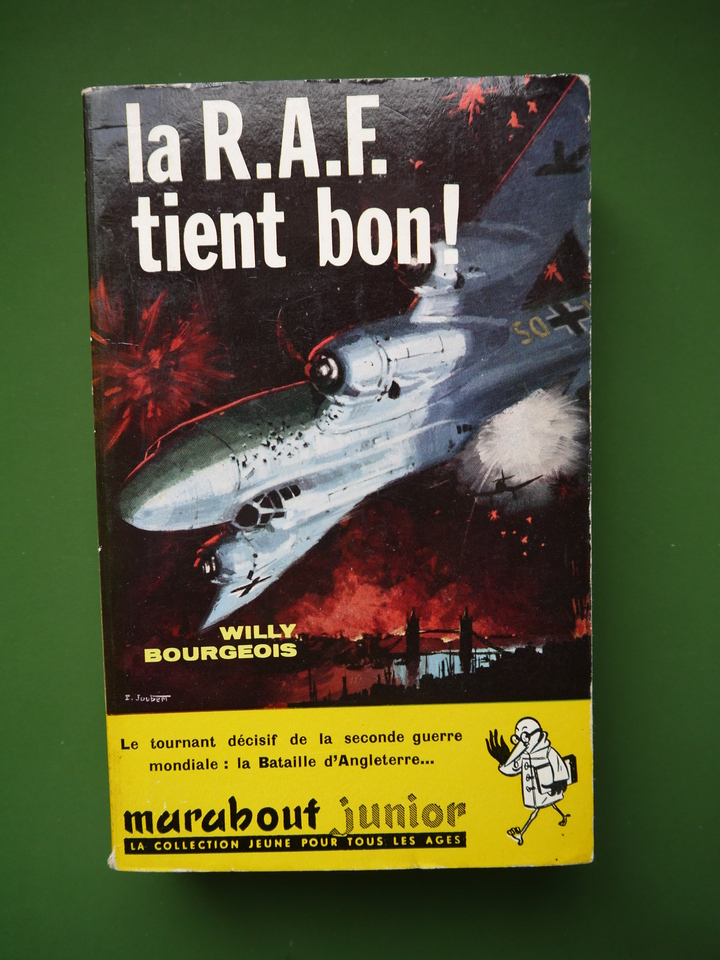 la R.A.F.
tient bon!
SO
WILLY
BOURGEOIS
Le tournant décisif de la seconde guerre
mondiale : la Bataille d'Angleterre...
marabout junior
LA COLLECTION JEUNE POUR TOUS LES AGES